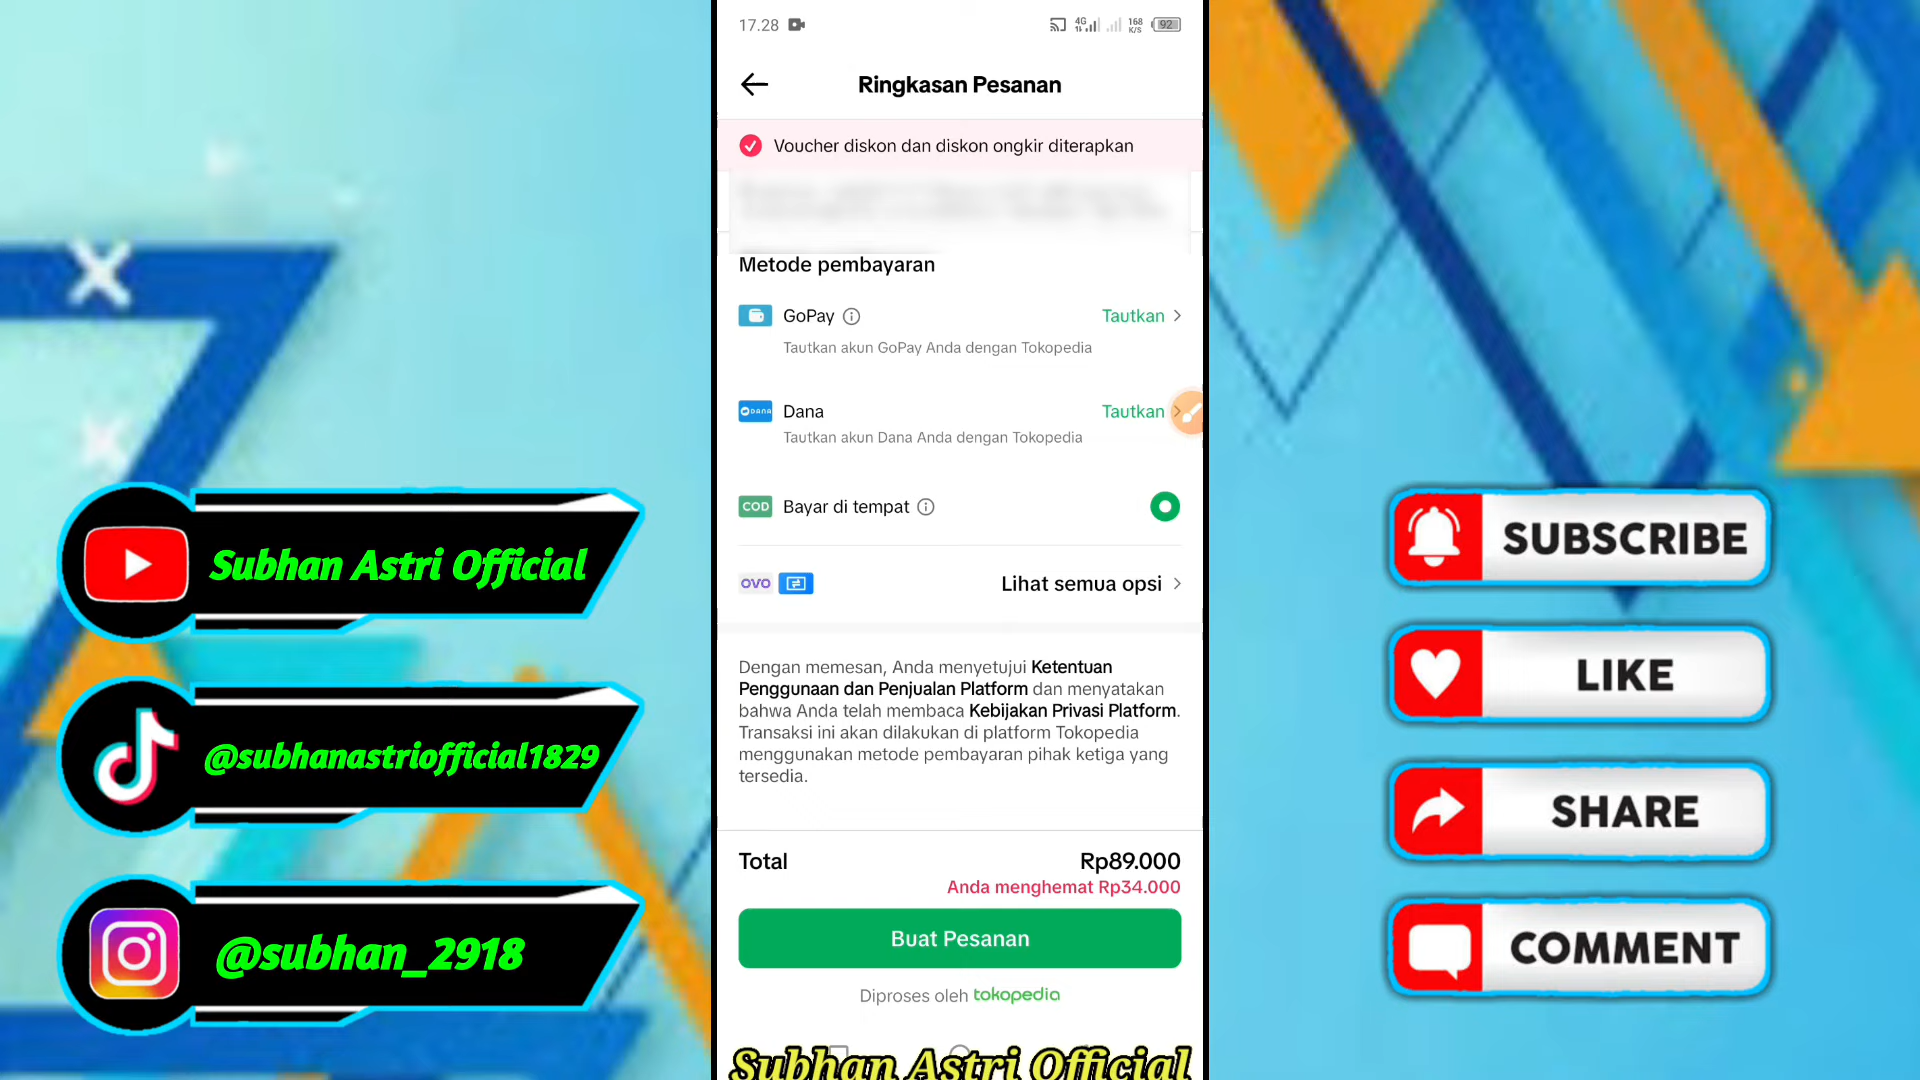 17.28
4G
168
K/S
92
Ringkasan Pesanan
Voucher diskon dan diskon ongkir diterapkan
Metode pembayaran
GoPay
Tautkan
Tautkan akun GoPay Anda dengan Tokopedia
DANA
Dana
Tautkan
Tautkan akun Dana Anda dengan Tokopedia
COD
Bayar di tempat
OVO
Lihat semua opsi
Dengan memesan, Anda menyetujui Ketentuan
Penggunaan dan Penjualan Platform dan menyatakan
bahwa Anda telah membaca Kebijakan Privasi Platform.
Transaksi ini akan dilakukan di platform Tokopedia
menggunakan metode pembayaran pihak ketiga yang
tersedia.
Total
Rp89.000
Anda menghemat Rp34.000
Buat Pesanan
Diproses oleh tokopedia
Subhan Astri Official
Subhan Astri Official
@subhanastriofficial1829
@subhan_2918
SUBSCRIBE
LIKE
SHARE
COMMENT